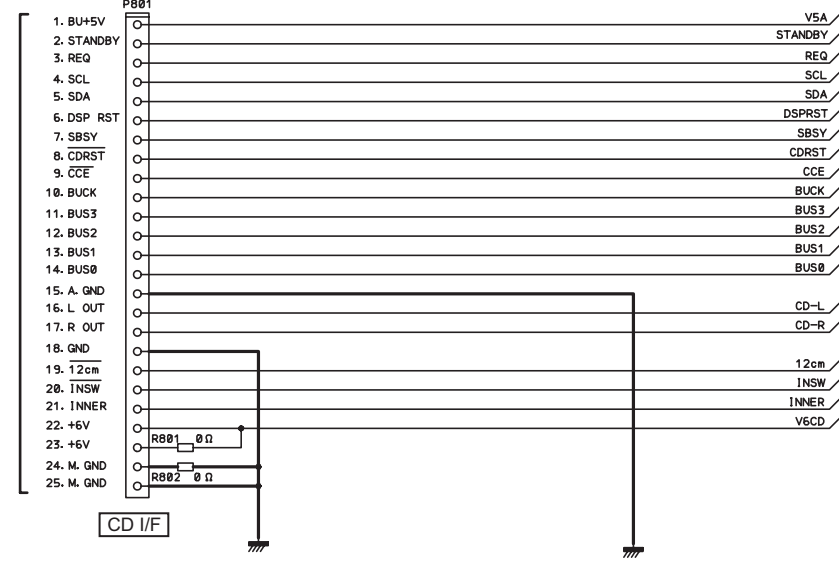 P801
1. BU+5V V5A
2. STANDBY STANDBY
3. REQ REQ
4. SCL SCL
5. SDA SDA
6. DSP RST DSPRST
7. SBSY SBSY
8. CDRST CDRST
9. CCE CCE
10. BUCK BUCK
11. BUS3 BUS3
12. BUS2 BUS2
13. BUS1 BUS1
14. BUS0 BUS0
15. A. GND
16. L OUT CD-L
17. R OUT CD-R
18. GND
19. 12cm 12cm
20. INSW INSW
21. INNER INNER
22. +6V V6CD
23. +6V R801 0Ω
24. M. GND
25. M. GND R802 0Ω
CD I/F